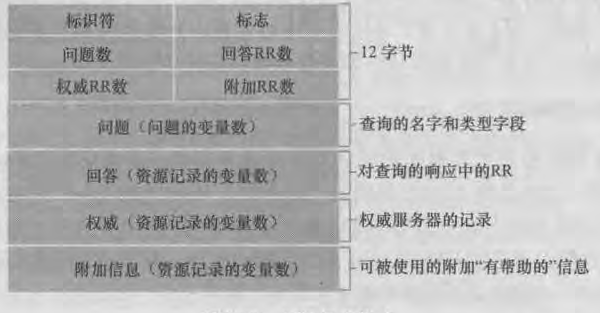 标识符 标志
问题数 回答RR数 12字节
权威RR数 附加RR数
问题（问题的变量数） 查询的名字和类型字段
回答（资源记录的变量数） 对查询的响应中的RR
权威（资源记录的变量数） 权威服务器的记录
附加信息（资源记录的变量数） 可被使用的附加“有帮助的”信息